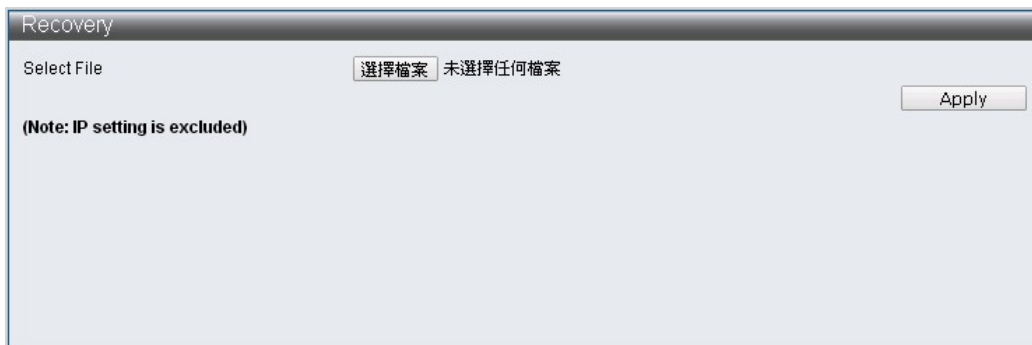 Recovery
Select File 選擇檔案 未選擇任何檔案
Apply
(Note: IP setting is excluded)